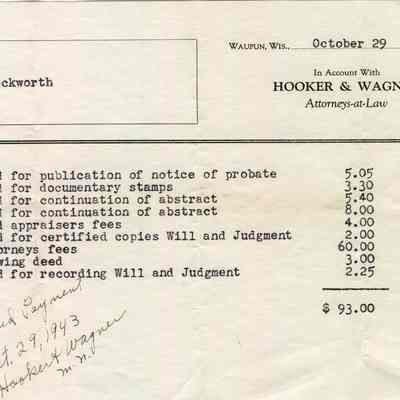 WAUPUN, WIS., October 29
ckworth
In Account With
HOOKER & WAGN
Attorneys-at-Law
d for publication of notice of probate 5.05
d for documentary stamps 3.30
d for continuation of abstract 5.40
d for continuation of abstract 8.00
d appraisers fees 4.00
d for certified copies Will and Judgment 2.00
orneys fees 60.00
wing deed 3.00
d for recording Will and Judgment 2.25
$ 93.00
Payment
t. 29, 1943
Hooker & Wagner
m.n.